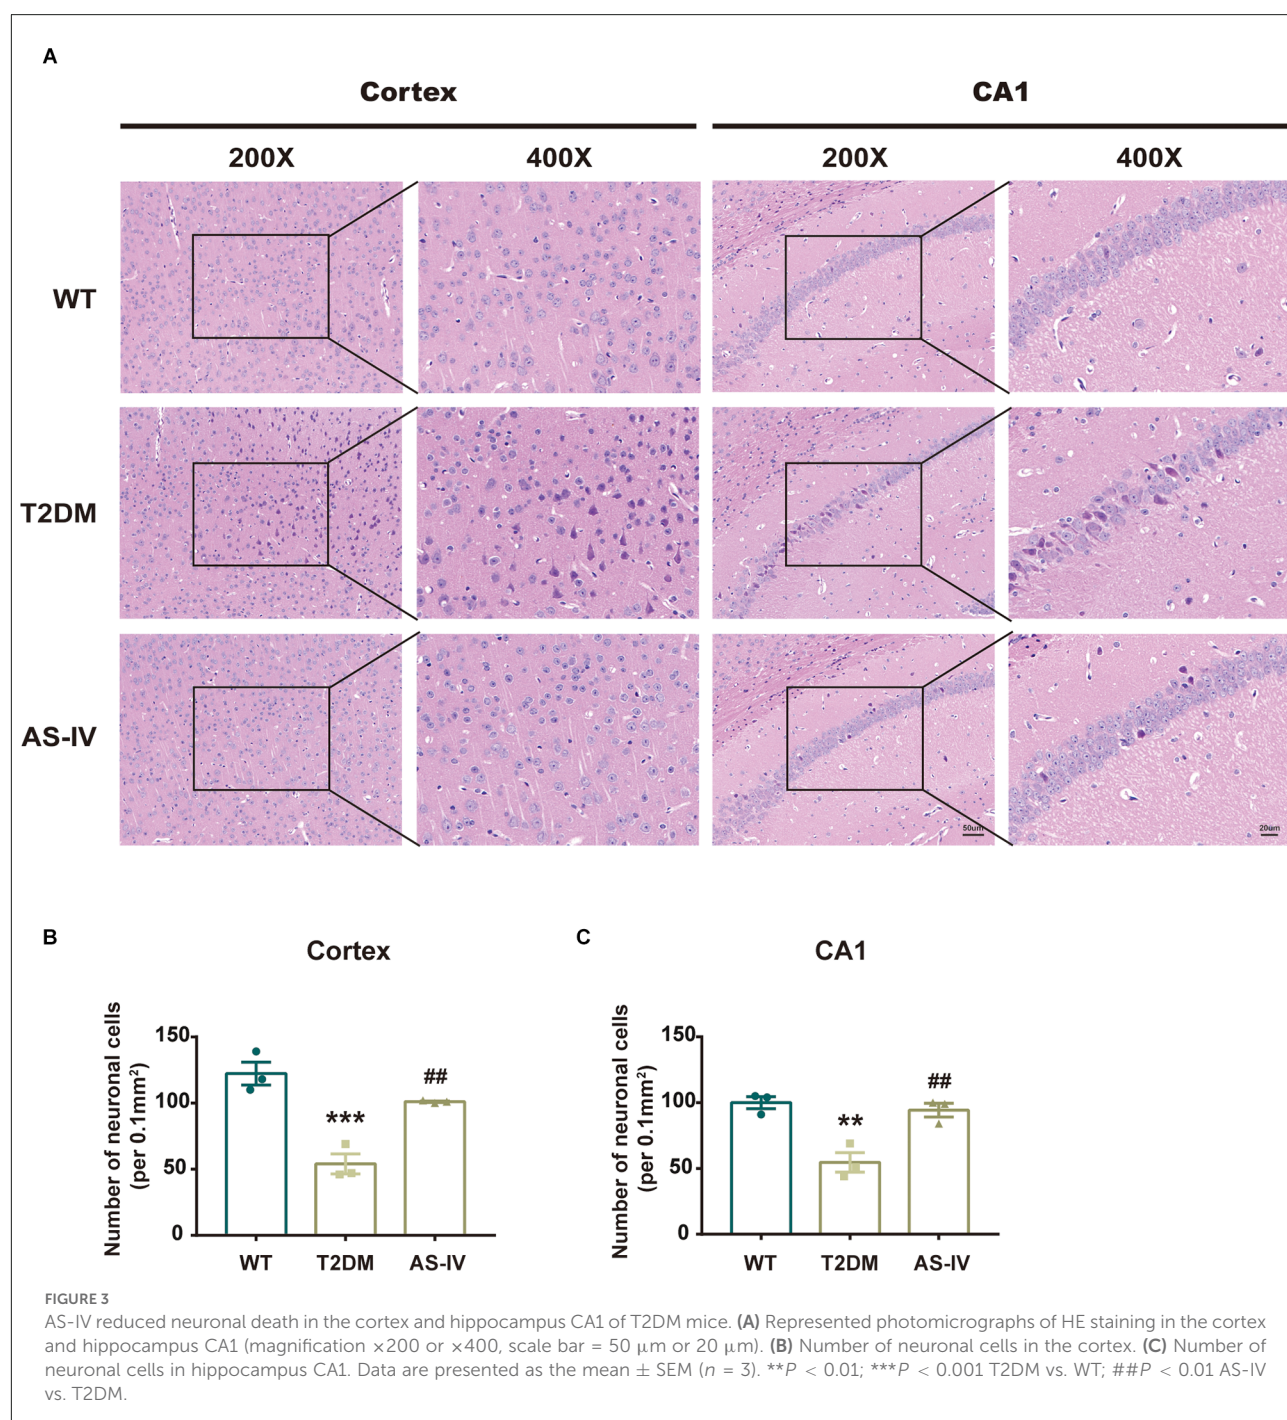 A
Cortex CA1
200X 400X 200X 400X
WT
T2DM
AS-IV
50um 20um
B
Cortex
Number of neuronal cells
(per 0.1mm²)
150
100
50
0
***
##
WT T2DM AS-IV
C
CA1
Number of neuronal cells
(per 0.1mm²)
150
100
50
0
**
##
WT T2DM AS-IV
FIGURE 3
AS-IV reduced neuronal death in the cortex and hippocampus CA1 of T2DM mice. (A) Represented photomicrographs of HE staining in the cortex
and hippocampus CA1 (magnification ×200 or ×400, scale bar = 50 μm or 20 μm). (B) Number of neuronal cells in the cortex. (C) Number of
neuronal cells in hippocampus CA1. Data are presented as the mean ± SEM (n = 3). **P < 0.01; ***P < 0.001 T2DM vs. WT; ##P < 0.01 AS-IV
vs. T2DM.